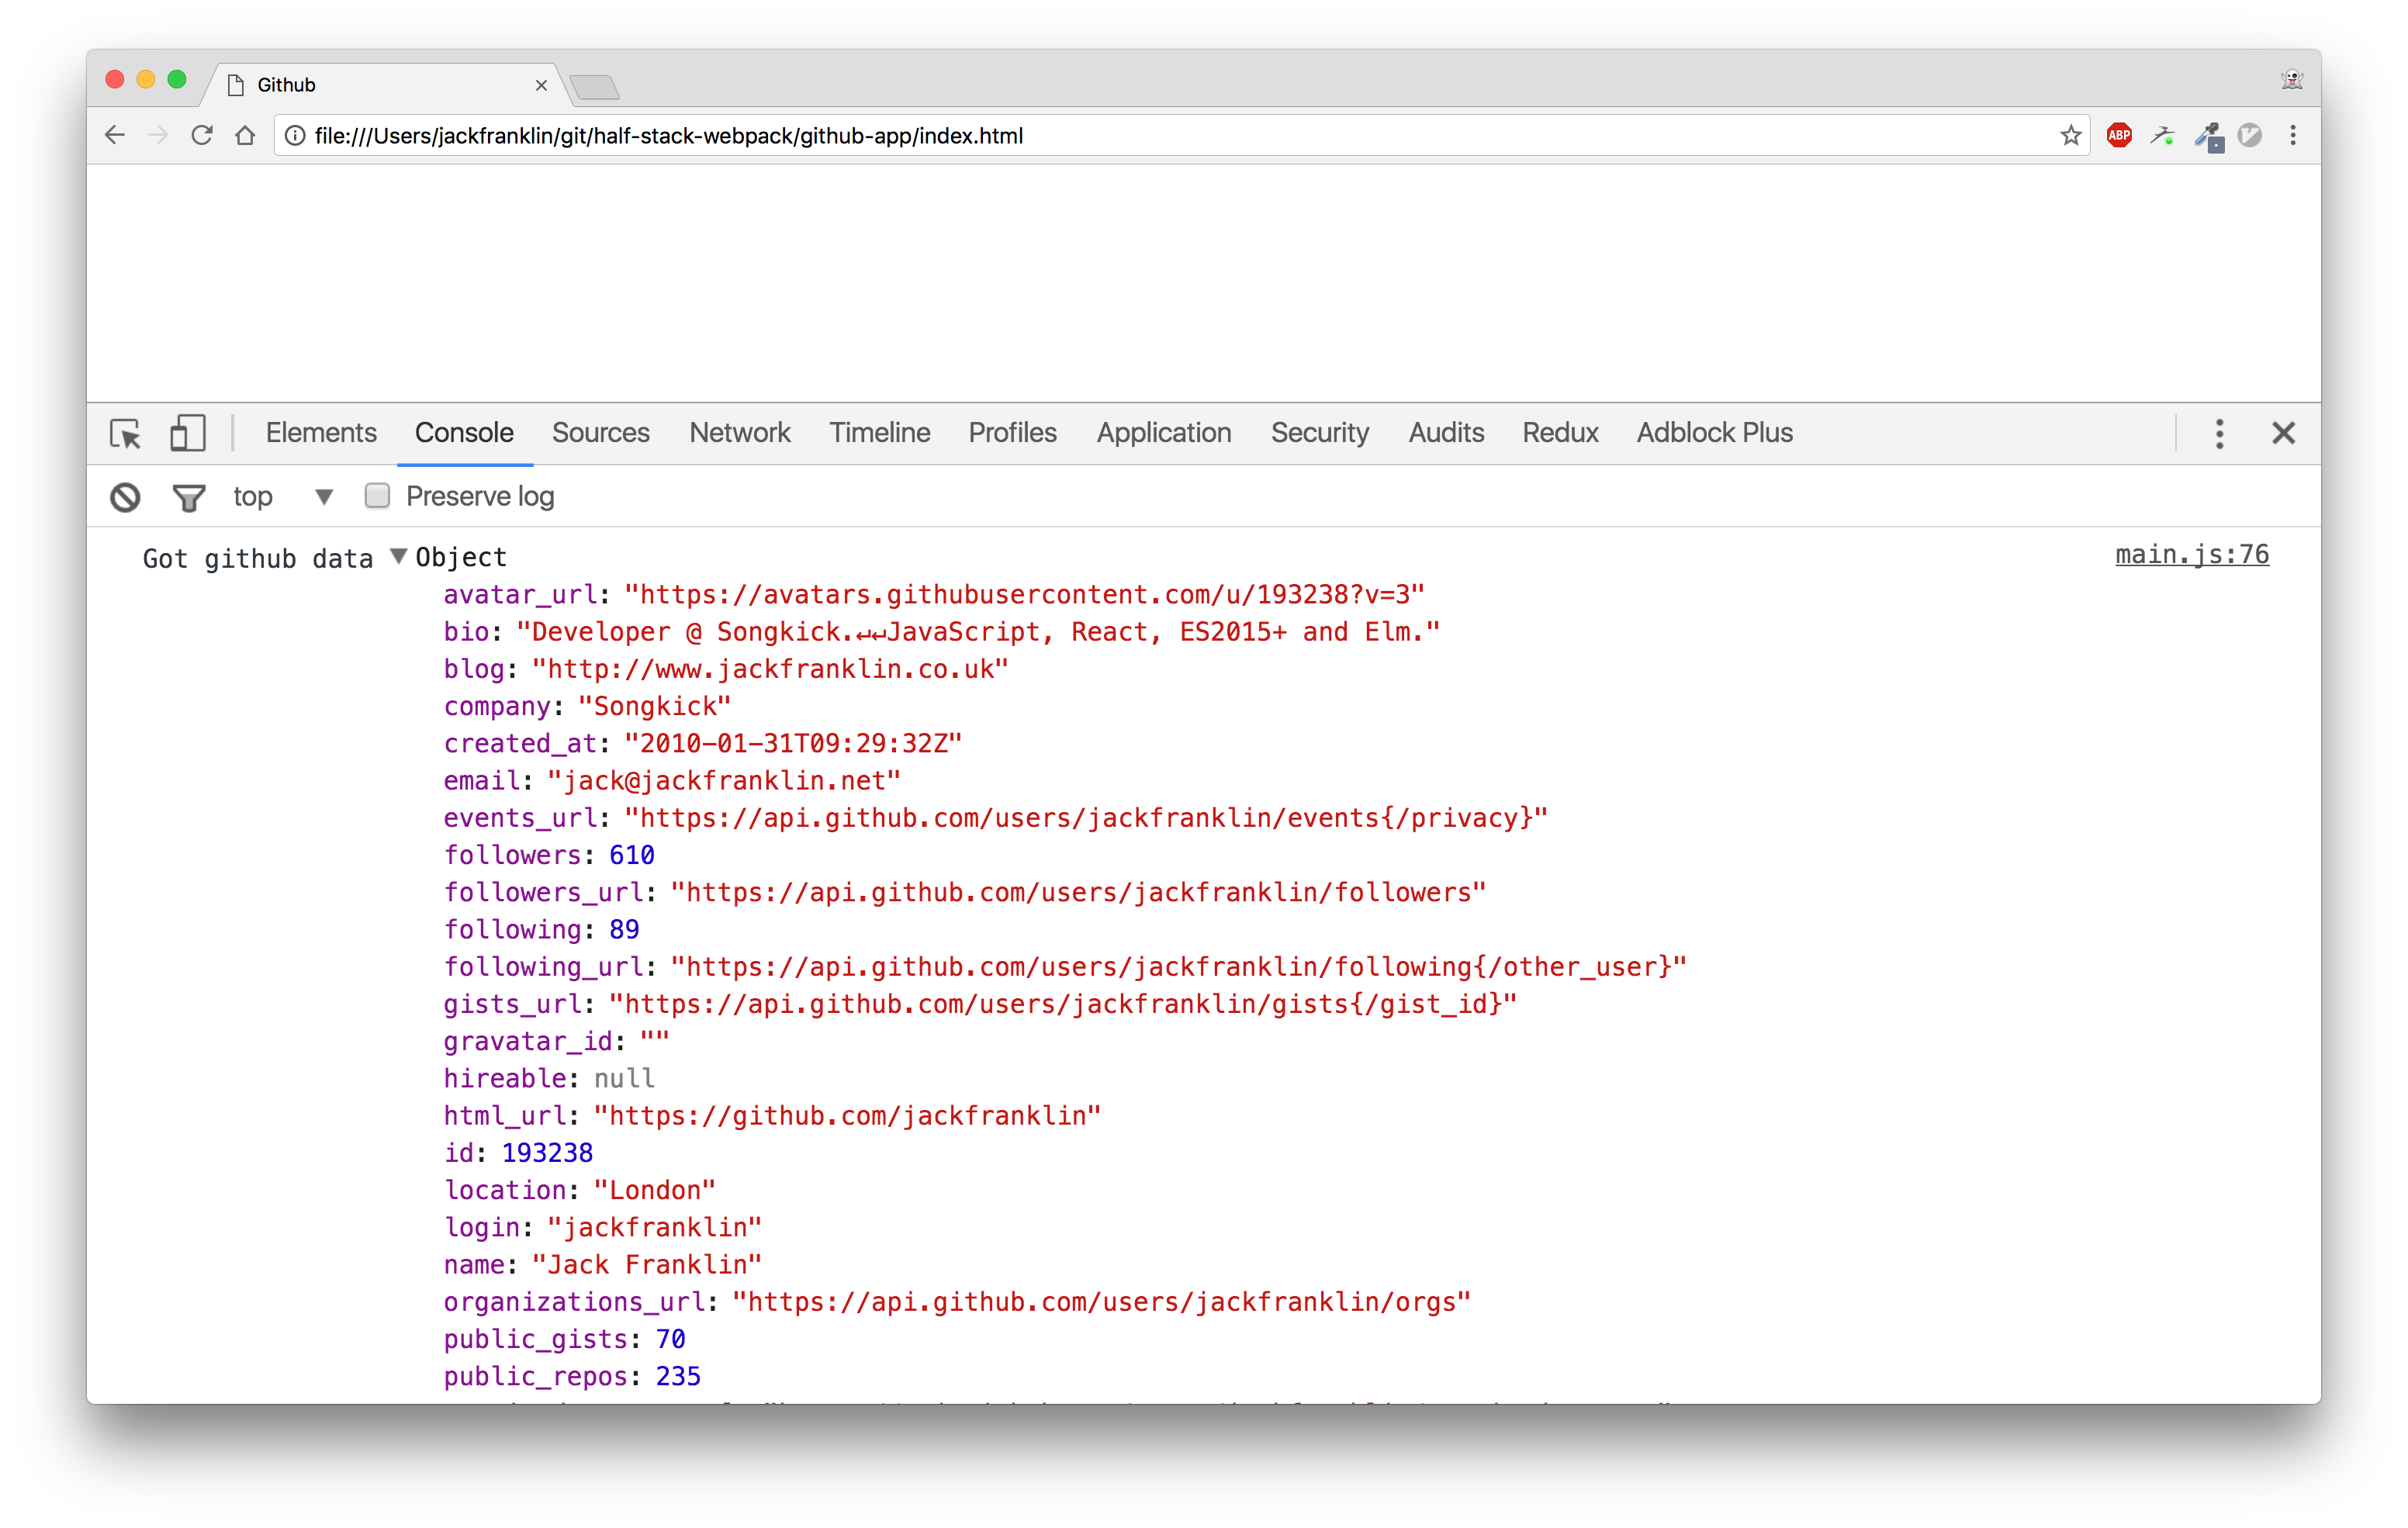 Github
file:///Users/jackfranklin/git/half-stack-webpack/github-app/index.html
ABP
Elements Console Sources Network Timeline Profiles Application Security Audits Redux Adblock Plus
top Preserve log
Got github data ▼Object main.js:76
avatar_url: "https://avatars.githubusercontent.com/u/193238?v=3"
bio: "Developer @ Songkick.↵↵JavaScript, React, ES2015+ and Elm."
blog: "http://www.jackfranklin.co.uk"
company: "Songkick"
created_at: "2010-01-31T09:29:32Z"
email: "jack@jackfranklin.net"
events_url: "https://api.github.com/users/jackfranklin/events{/privacy}"
followers: 610
followers_url: "https://api.github.com/users/jackfranklin/followers"
following: 89
following_url: "https://api.github.com/users/jackfranklin/following{/other_user}"
gists_url: "https://api.github.com/users/jackfranklin/gists{/gist_id}"
gravatar_id: ""
hireable: null
html_url: "https://github.com/jackfranklin"
id: 193238
location: "London"
login: "jackfranklin"
name: "Jack Franklin"
organizations_url: "https://api.github.com/users/jackfranklin/orgs"
public_gists: 70
public_repos: 235